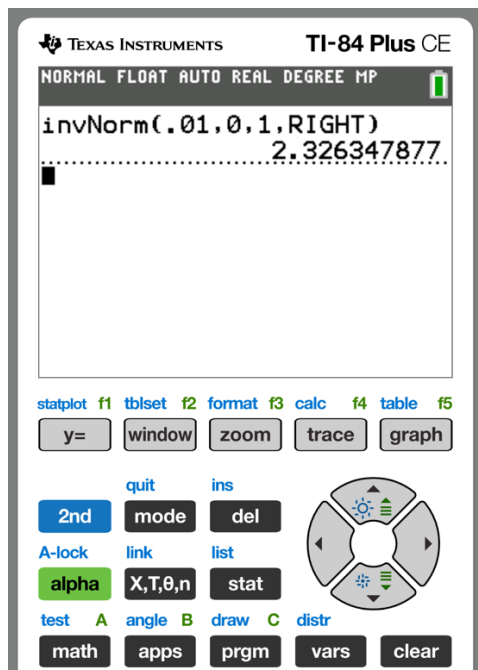 TEXAS INSTRUMENTS TI-84 Plus CE
NORMAL FLOAT AUTO REAL DEGREE MP
invNorm(.01,0,1,RIGHT)
2.326347877
statplot f1 tblset f2 format f3 calc f4 table f5
y= window zoom trace graph
quit ins
2nd mode del
A-lock link list
alpha X,T,θ,n stat
test A angle B draw C distr
math apps prgm vars clear